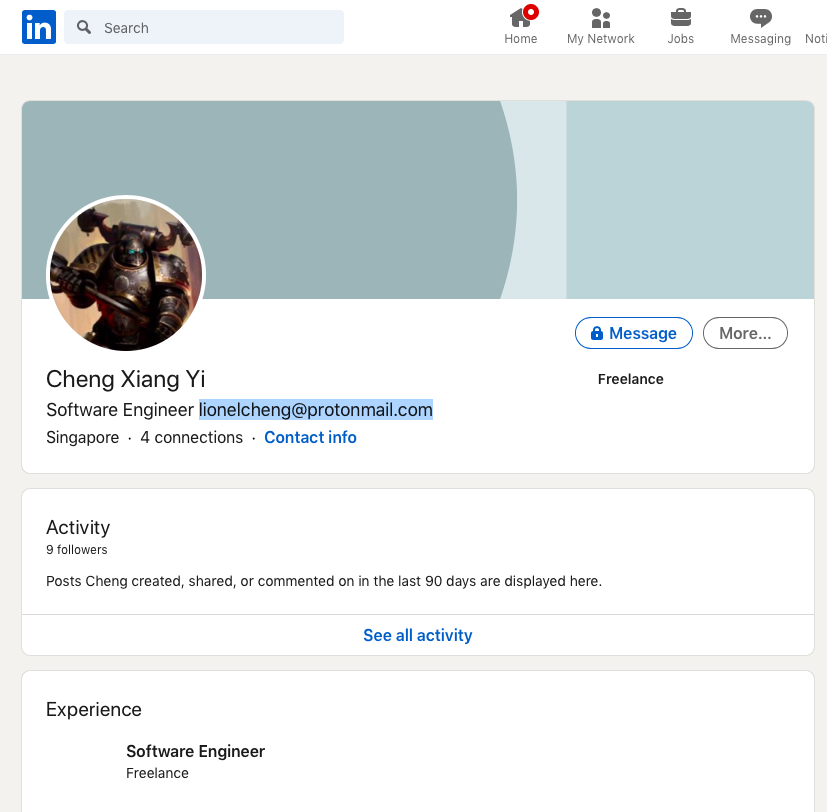 in
Search
Home
My Network
Jobs
Messaging
Noti
Message
More...
Cheng Xiang Yi
Freelance
Software Engineer lionelcheng@protonmail.com
Singapore · 4 connections · Contact info
Activity
9 followers
Posts Cheng created, shared, or commented on in the last 90 days are displayed here.
See all activity
Experience
Software Engineer
Freelance